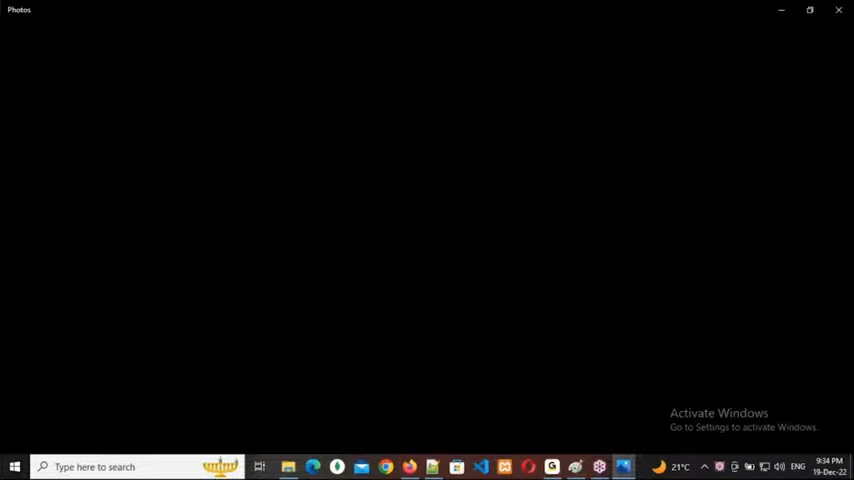 Photos
Activate Windows
Go to Settings to activate Windows.
Type here to search
21°C
ENG
9:34 PM
19-Dec-22